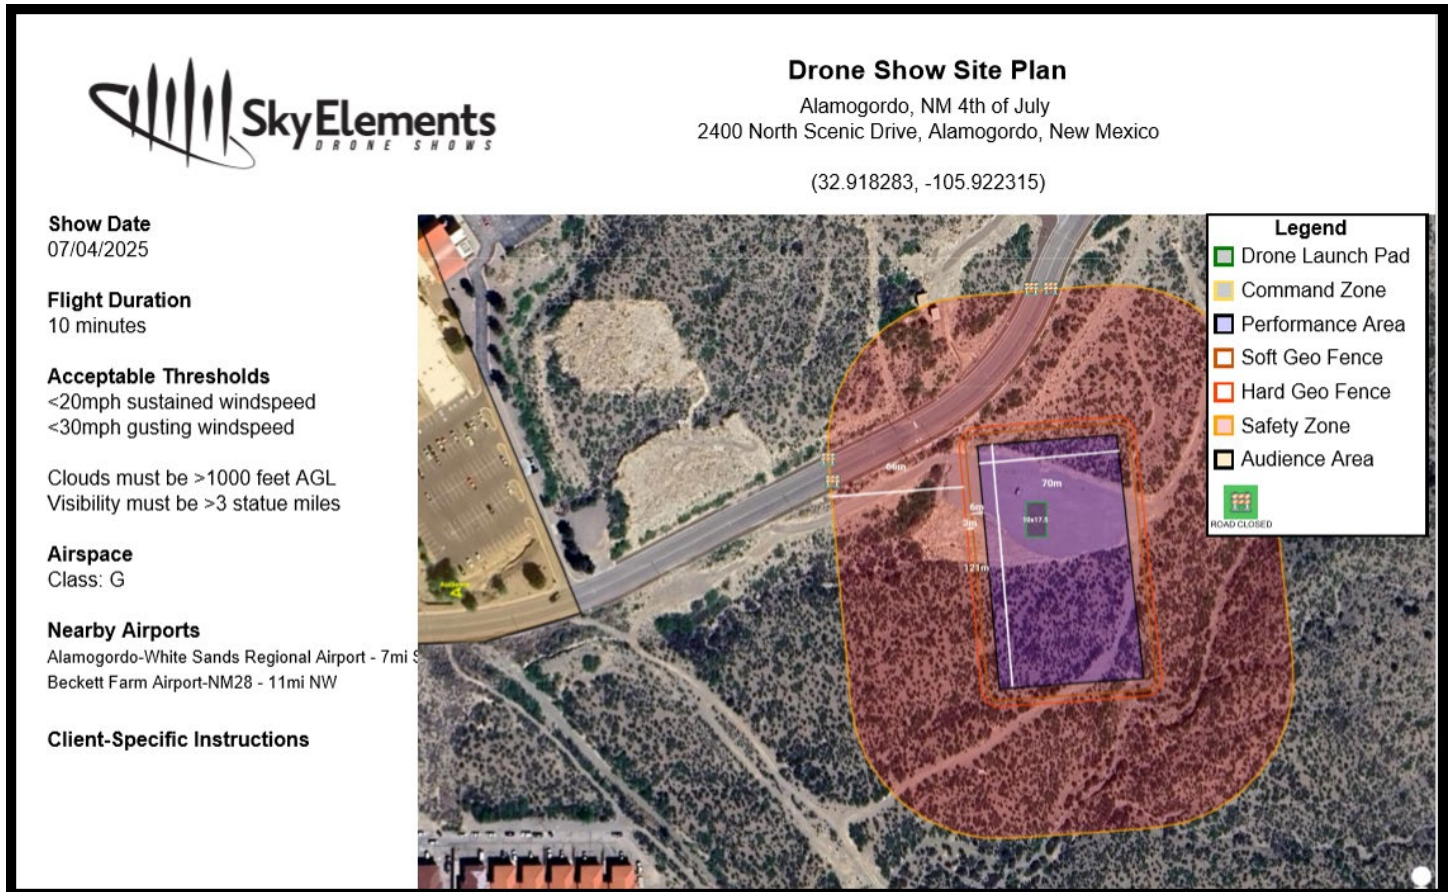 SkyElements
DRONE SHOWS
Drone Show Site Plan
Alamogordo, NM 4th of July
2400 North Scenic Drive, Alamogordo, New Mexico
(32.918283, -105.922315)
Show Date
07/04/2025
Flight Duration
10 minutes
Acceptable Thresholds
<20mph sustained windspeed
<30mph gusting windspeed
Clouds must be >1000 feet AGL
Visibility must be >3 statue miles
Airspace
Class: G
Nearby Airports
Alamogordo-White Sands Regional Airport - 7mi S
Beckett Farm Airport-NM28 - 11mi NW
Client-Specific Instructions
Legend
Drone Launch Pad
Command Zone
Performance Area
Soft Geo Fence
Hard Geo Fence
Safety Zone
Audience Area
ROAD CLOSED
66m
70m
6m
3m
121m
Audience